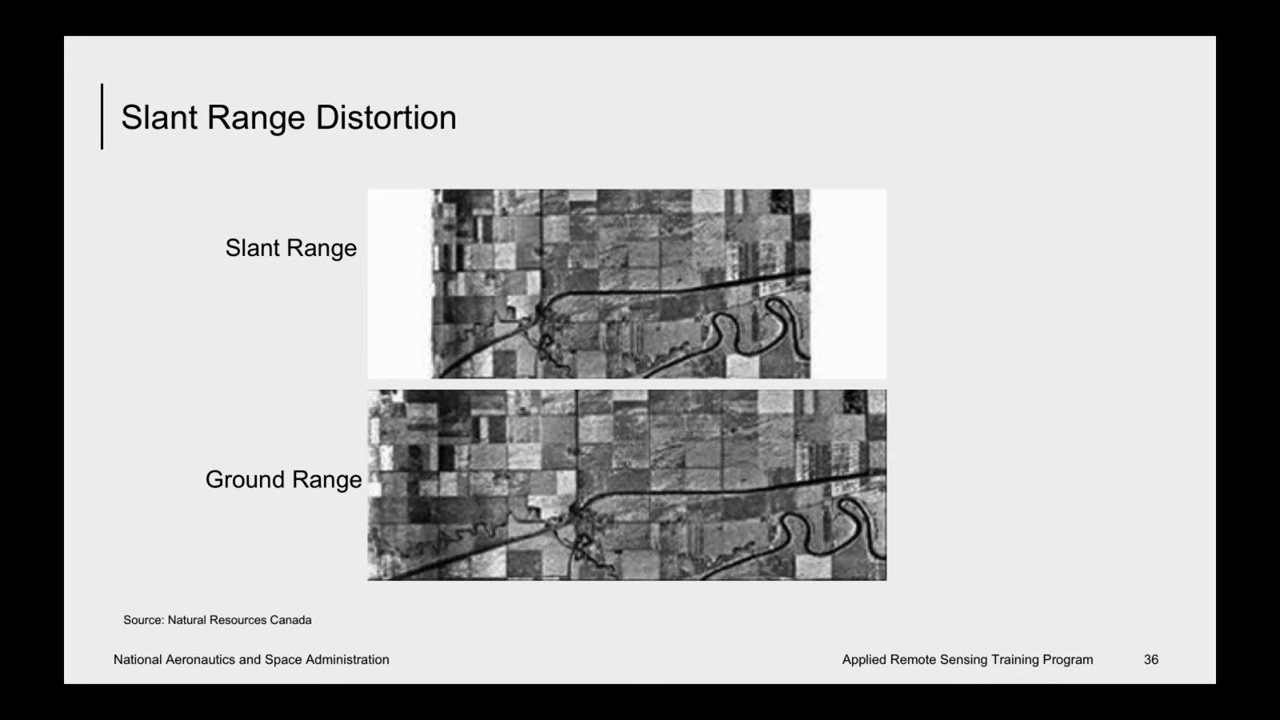 Slant Range Distortion
Slant Range
Ground Range
Source: Natural Resources Canada
National Aeronautics and Space Administration
Applied Remote Sensing Training Program
36